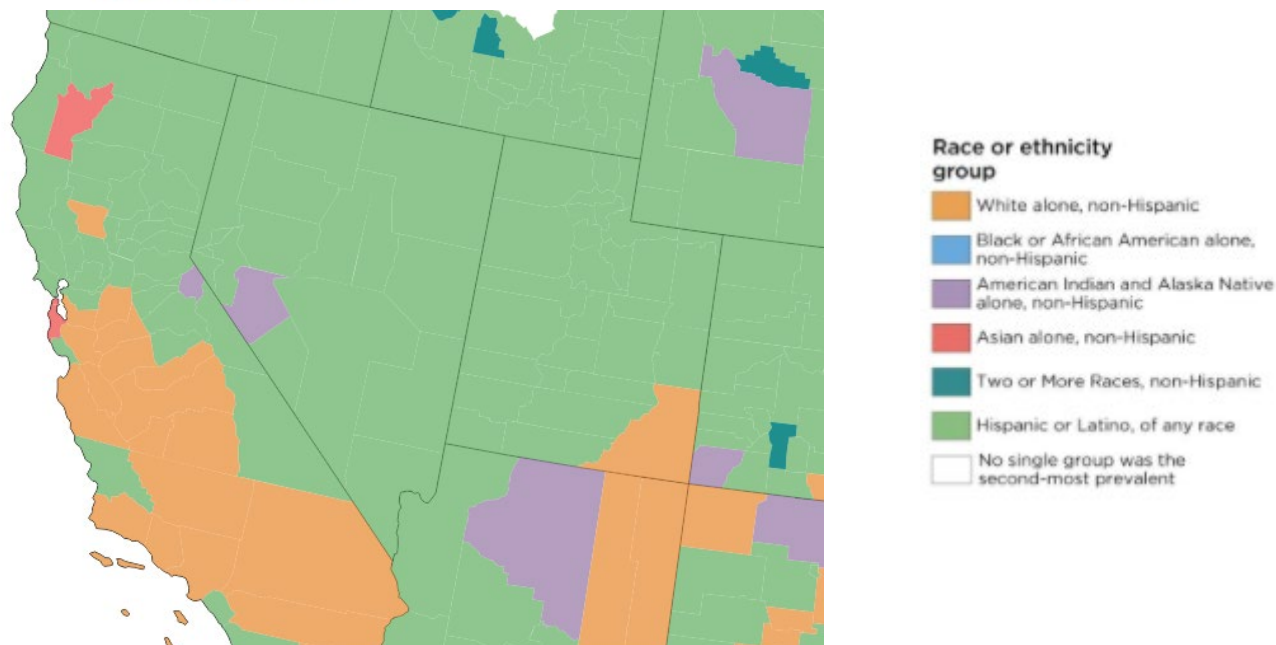 Race or ethnicity
group
White alone, non-Hispanic
Black or African American alone,
non-Hispanic
American Indian and Alaska Native
alone, non-Hispanic
Asian alone, non-Hispanic
Two or More Races, non-Hispanic
Hispanic or Latino, of any race
No single group was the
second-most prevalent